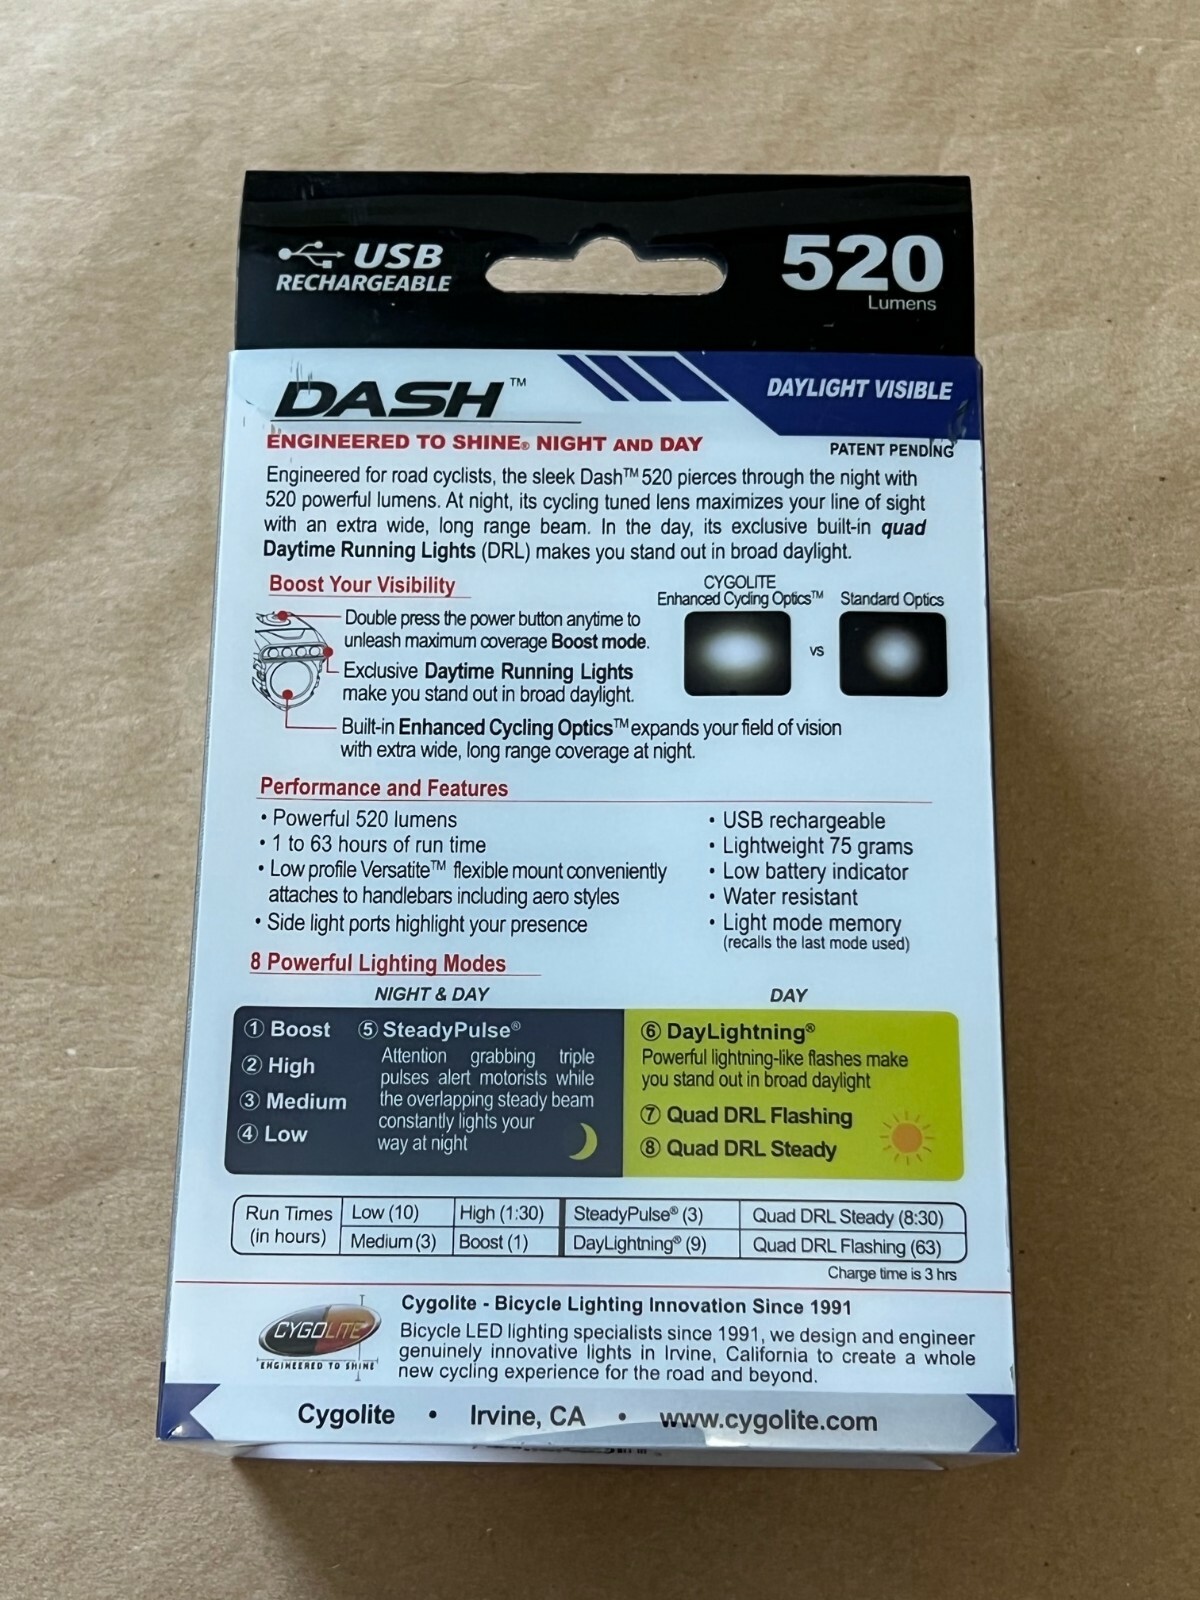 USB
RECHARGEABLE
520
Lumens
DASH™
DAYLIGHT VISIBLE
ENGINEERED TO SHINE® NIGHT AND DAY
PATENT PENDING
Engineered for road cyclists, the sleek Dash™ 520 pierces through the night with
520 powerful lumens. At night, its cycling tuned lens maximizes your line of sight
with an extra wide, long range beam. In the day, its exclusive built-in quad
Daytime Running Lights (DRL) makes you stand out in broad daylight.
Boost Your Visibility
Double press the power button anytime to
unleash maximum coverage Boost mode.
Exclusive Daytime Running Lights
make you stand out in broad daylight.
Built-in Enhanced Cycling Optics™ expands your field of vision
with extra wide, long range coverage at night.
CYGOLITE
Enhanced Cycling Optics™
vs
Standard Optics
Performance and Features
• Powerful 520 lumens
• 1 to 63 hours of run time
• Low profile Versatite™ flexible mount conveniently
attaches to handlebars including aero styles
• Side light ports highlight your presence
• USB rechargeable
• Lightweight 75 grams
• Low battery indicator
• Water resistant
• Light mode memory
(recalls the last mode used)
8 Powerful Lighting Modes
NIGHT & DAY
① Boost
② High
③ Medium
④ Low
⑤ SteadyPulse®
Attention grabbing triple
pulses alert motorists while
the overlapping steady beam
constantly lights your
way at night
DAY
⑥ DayLightning®
Powerful lightning-like flashes make
you stand out in broad daylight
⑦ Quad DRL Flashing
⑧ Quad DRL Steady
Run Times
(in hours)
Low (10)
High (1:30)
SteadyPulse® (3)
Quad DRL Steady (8:30)
Medium (3)
Boost (1)
DayLightning® (9)
Quad DRL Flashing (63)
Charge time is 3 hrs
CYGOLITE
ENGINEERED TO SHINE
Cygolite - Bicycle Lighting Innovation Since 1991
Bicycle LED lighting specialists since 1991, we design and engineer
genuinely innovative lights in Irvine, California to create a whole
new cycling experience for the road and beyond.
Cygolite • Irvine, CA • www.cygolite.com